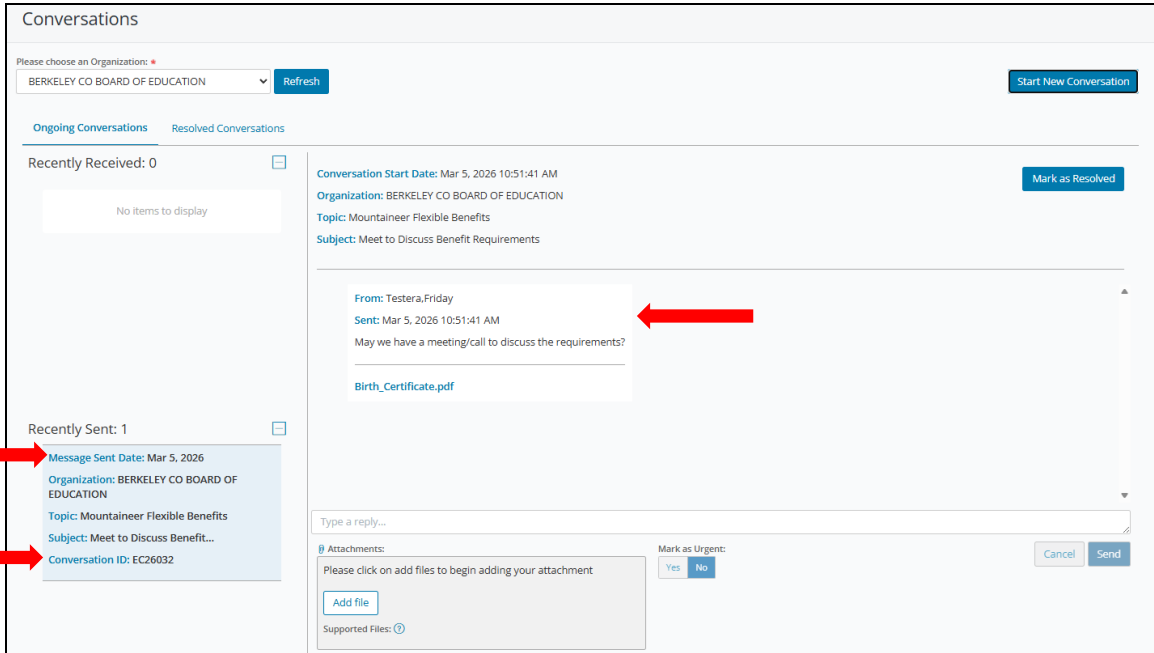 Conversations
Please choose an Organization: *
BERKELEY CO BOARD OF EDUCATION
Refresh
Start New Conversation
Ongoing Conversations
Resolved Conversations
Recently Received: 0
No items to display
Recently Sent: 1
Message Sent Date: Mar 5, 2026
Organization: BERKELEY CO BOARD OF
EDUCATION
Topic: Mountaineer Flexible Benefits
Subject: Meet to Discuss Benefit...
Conversation ID: EC26032
Conversation Start Date: Mar 5, 2026 10:51:41 AM
Organization: BERKELEY CO BOARD OF EDUCATION
Topic: Mountaineer Flexible Benefits
Subject: Meet to Discuss Benefit Requirements
Mark as Resolved
From: Testera,Friday
Sent: Mar 5, 2026 10:51:41 AM
May we have a meeting/call to discuss the requirements?
Birth_Certificate.pdf
Type a reply...
Attachments:
Please click on add files to begin adding your attachment
Add file
Supported Files: ?
Mark as Urgent:
Yes No
Cancel
Send